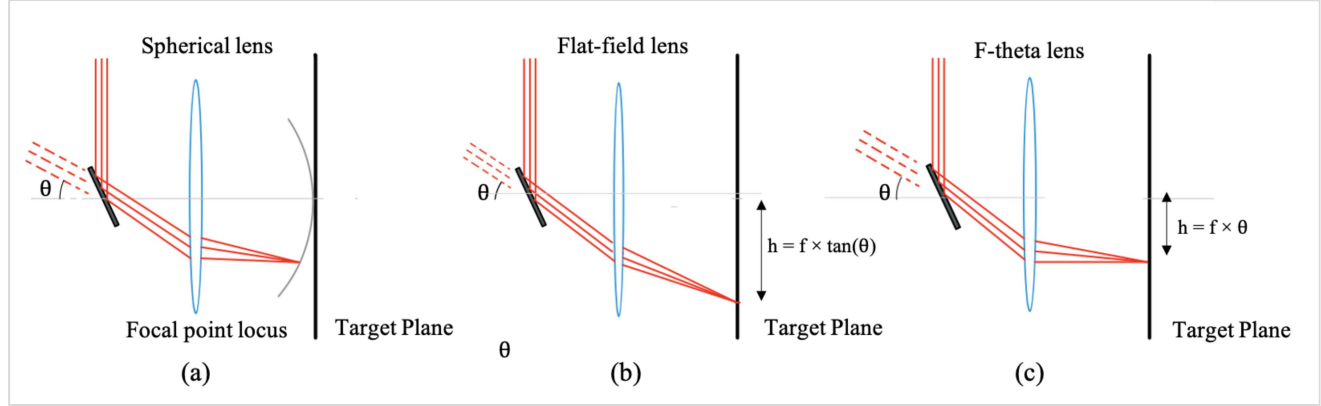 Spherical lens
θ
Focal point locus
Target Plane
(a)
Flat-field lens
θ
h = f × tan(θ)
Target Plane
θ
(b)
F-theta lens
θ
h = f × θ
Target Plane
(c)